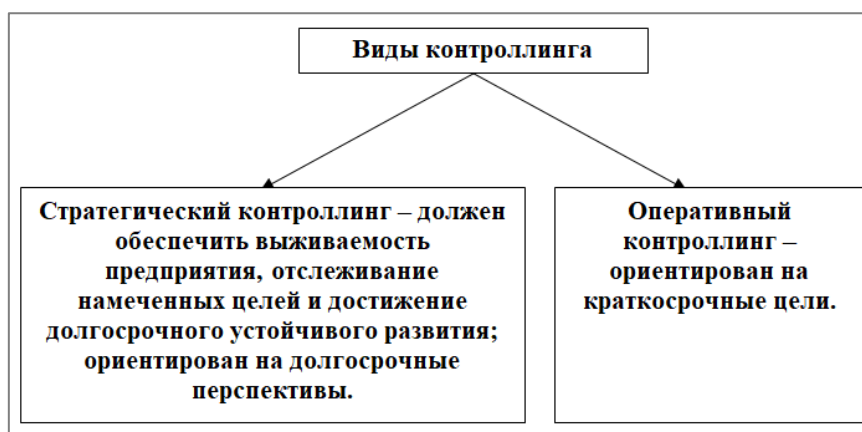 Виды контроллинга
Стратегический контроллинг – должен
обеспечить выживаемость
предприятия, отслеживание
намеченных целей и достижение
долгосрочного устойчивого развития;
ориентирован на долгосрочные
перспективы.
Оперативный
контроллинг –
ориентирован на
краткосрочные цели.